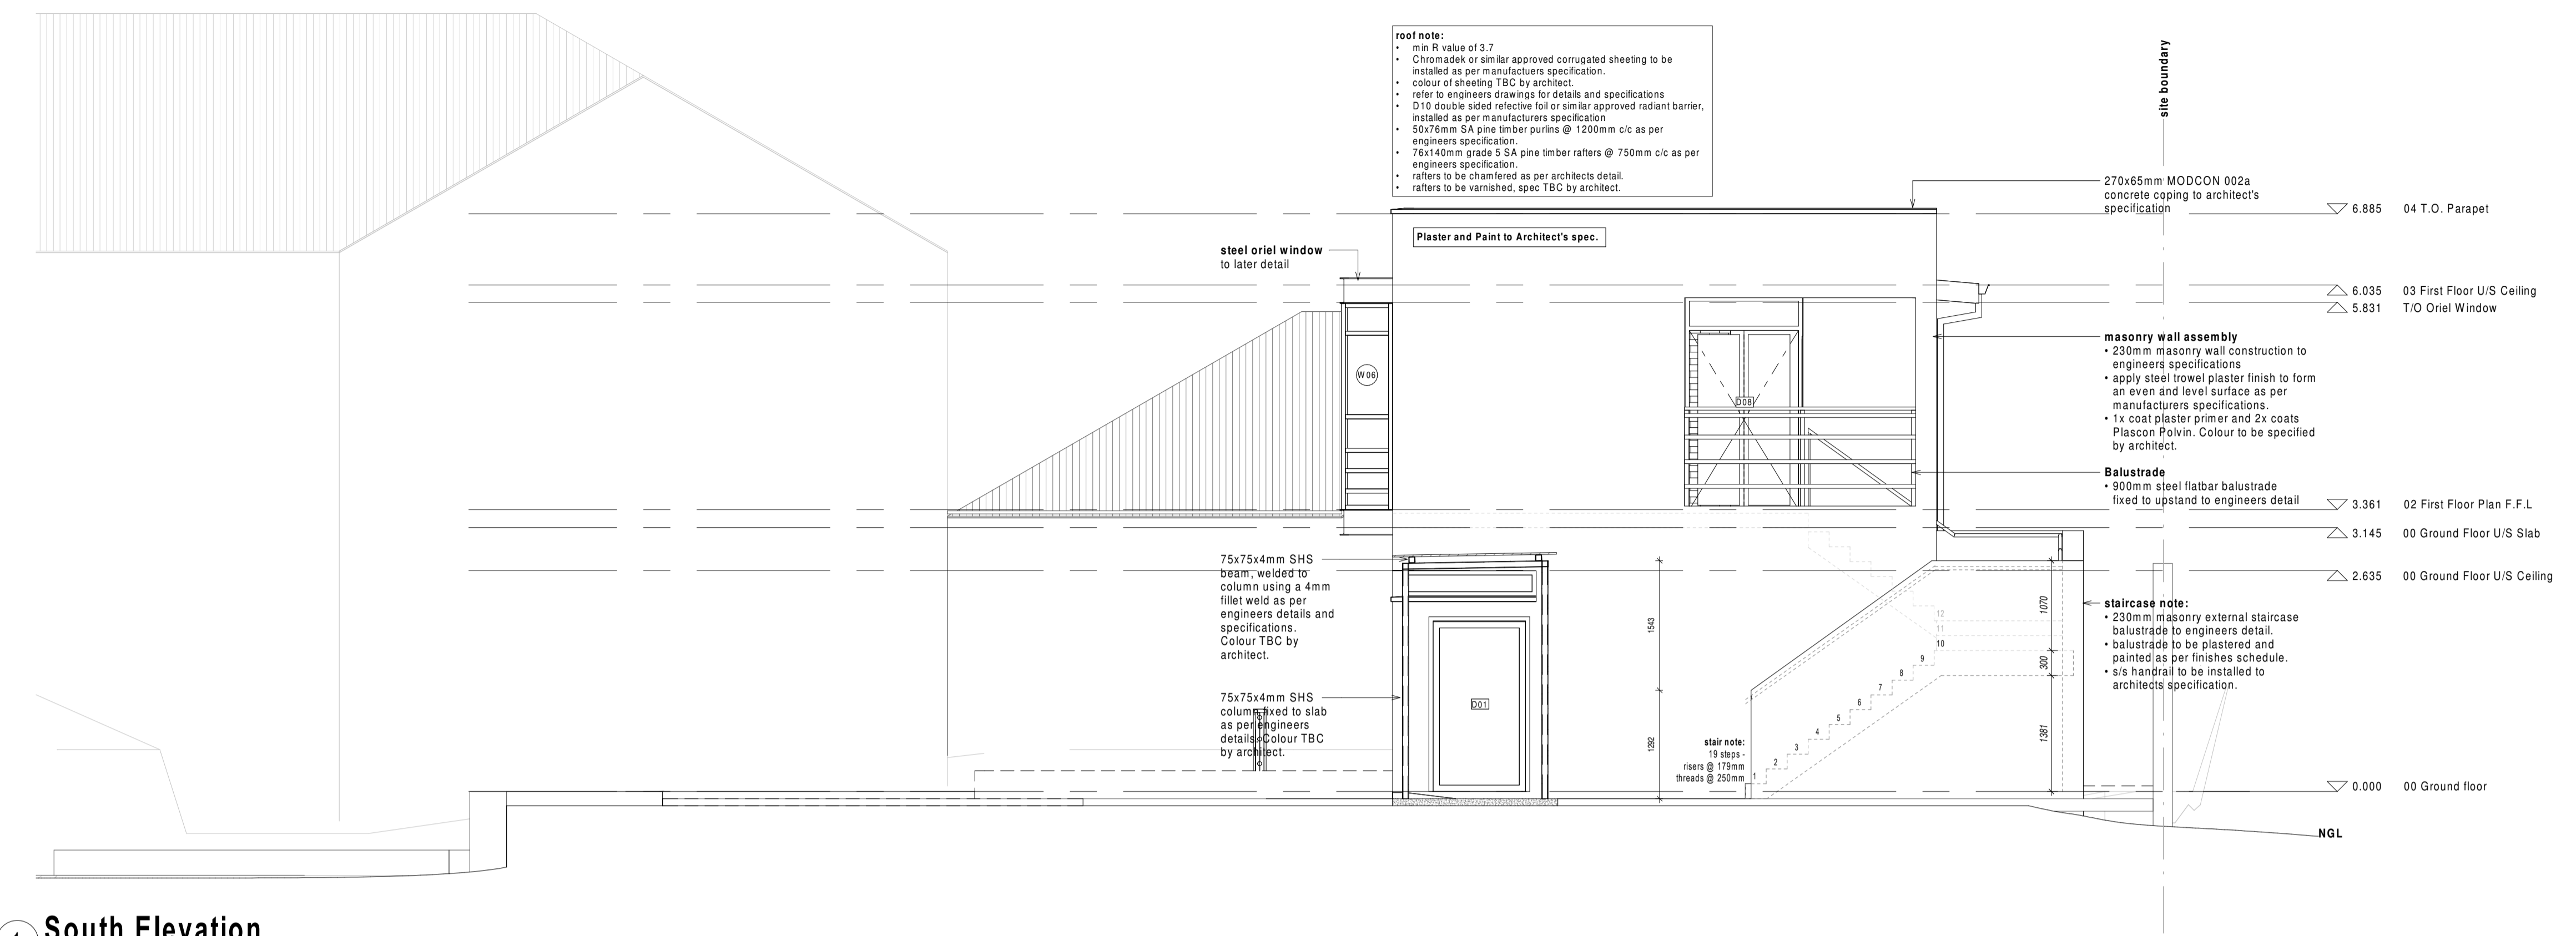 roof note:
• min R value of 3.7
• Chromadek or similar approved corrugated sheeting to be
installed as per manufactuers specification.
• colour of sheeting TBC by architect.
• refer to engineers drawings for details and specifications
• D10 double sided refective foil or similar approved radiant barrier,
installed as per manufacturers specification
• 50x76mm SA pine timber purlins @ 1200mm c/c as per
engineers specification.
• 76x140mm grade 5 SA pine timber rafters @ 750mm c/c as per
engineers specification.
• rafters to be chamfered as per architects detail.
• rafters to be varnished, spec TBC by architect.
site boundary
270x65mm MODCON 002a
concrete coping to architect's
specification
6.885 04 T.O. Parapet
Plaster and Paint to Architect's spec.
steel oriel window
to later detail
6.035 03 First Floor U/S Ceiling
5.831 T/O Oriel Window
masonry wall assembly
• 230mm masonry wall construction to
engineers specifications
• apply steel trowel plaster finish to form
an even and level surface as per
manufacturers specifications.
• 1x coat plaster primer and 2x coats
Plascon Polvin. Colour to be specified
by architect.
W06
D08
Balustrade
• 900mm steel flatbar balustrade
fixed to upstand to engineers detail
3.361 02 First Floor Plan F.F.L
3.145 00 Ground Floor U/S Slab
2.635 00 Ground Floor U/S Ceiling
75x75x4mm SHS
beam, welded to
column using a 4mm
fillet weld as per
engineers details and
specifications.
Colour TBC by
architect.
75x75x4mm SHS
column fixed to slab
as per engineers
details. Colour TBC
by architect.
D01
1543
1292
stair note:
19 steps -
risers @ 179mm
threads @ 250mm
1
2
3
4
5
6
7
8
9
10
11
12
1070
300
1381
staircase note:
• 230mm masonry external staircase
balustrade to engineers detail.
• balustrade to be plastered and
painted as per finishes schedule.
• s/s handrail to be installed to
architects specification.
0.000 00 Ground floor
NGL
South Elevation